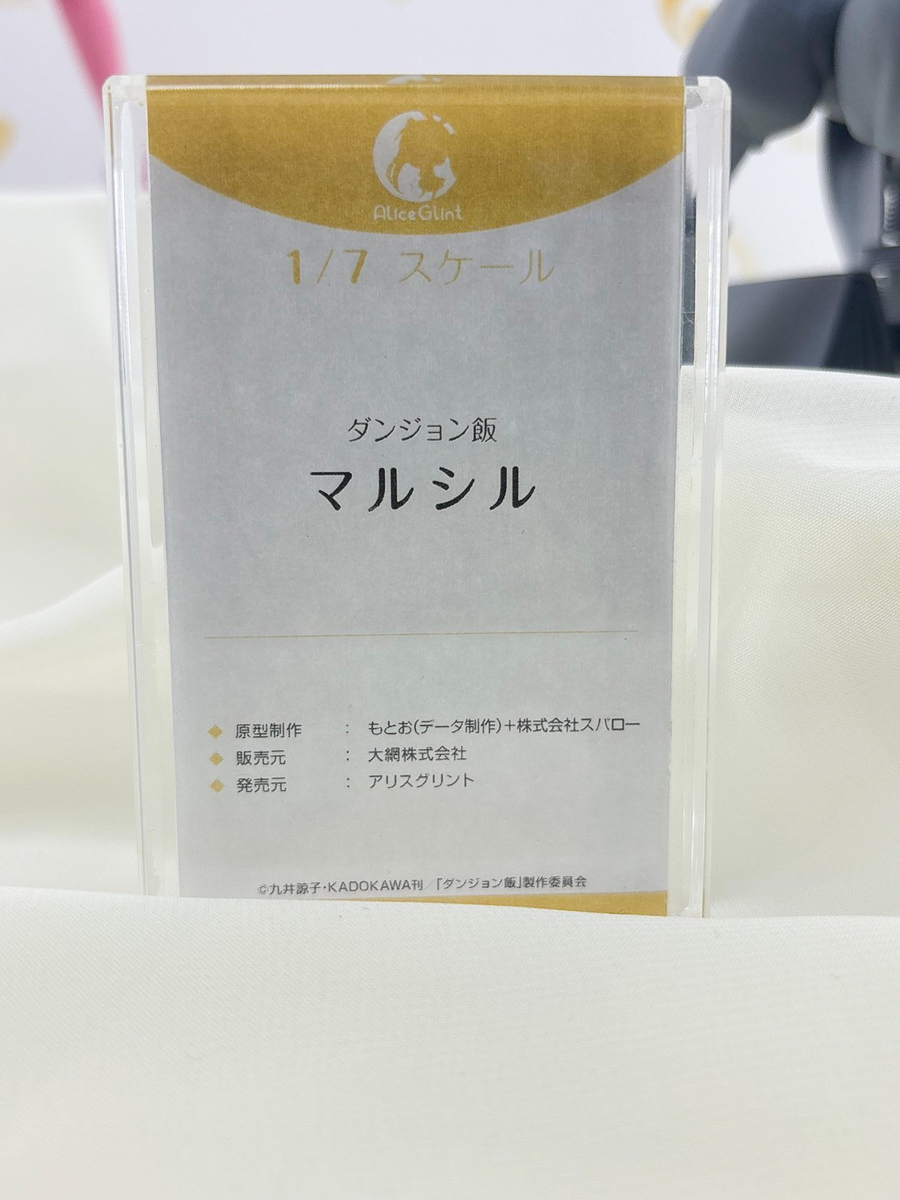 AliceGlint
1/7 スケール
ダンジョン飯
マルシル
◆ 原型制作 : もとお(データ制作)+株式会社スパロー
◆ 販売元 : 大網株式会社
◆ 発売元 : アリスグリント
©九井諒子・KADOKAWA刊/「ダンジョン飯」製作委員会